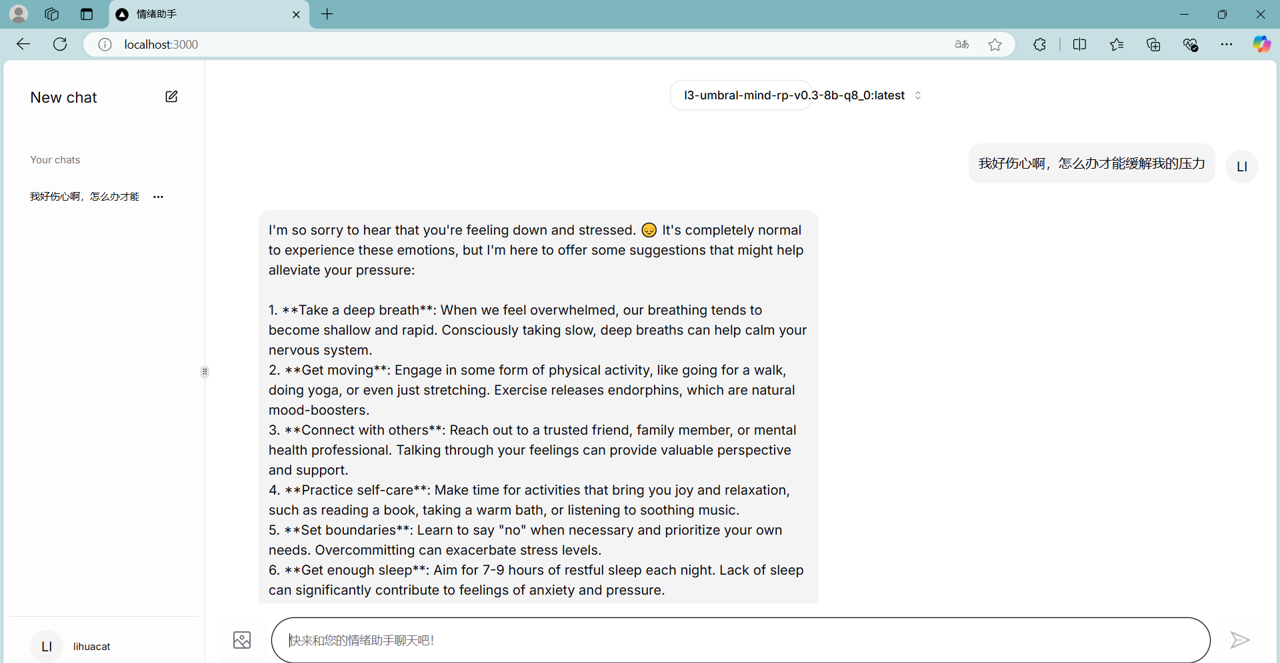 情绪助手
localhost:3000
aあ
New chat
l3-umbral-mind-rp-v0.3-8b-q8_0:latest
Your chats
我好伤心啊，怎么办才能
我好伤心啊，怎么办才能缓解我的压力
LI
I'm so sorry to hear that you're feeling down and stressed. 😔 It's completely normal
to experience these emotions, but I'm here to offer some suggestions that might help
alleviate your pressure:
1. **Take a deep breath**: When we feel overwhelmed, our breathing tends to
become shallow and rapid. Consciously taking slow, deep breaths can help calm your
nervous system.
2. **Get moving**: Engage in some form of physical activity, like going for a walk,
doing yoga, or even just stretching. Exercise releases endorphins, which are natural
mood-boosters.
3. **Connect with others**: Reach out to a trusted friend, family member, or mental
health professional. Talking through your feelings can provide valuable perspective
and support.
4. **Practice self-care**: Make time for activities that bring you joy and relaxation,
such as reading a book, taking a warm bath, or listening to soothing music.
5. **Set boundaries**: Learn to say "no" when necessary and prioritize your own
needs. Overcommitting can exacerbate stress levels.
6. **Get enough sleep**: Aim for 7-9 hours of restful sleep each night. Lack of sleep
can significantly contribute to feelings of anxiety and pressure.
LI
lihuacat
快来和您的情绪助手聊天吧！